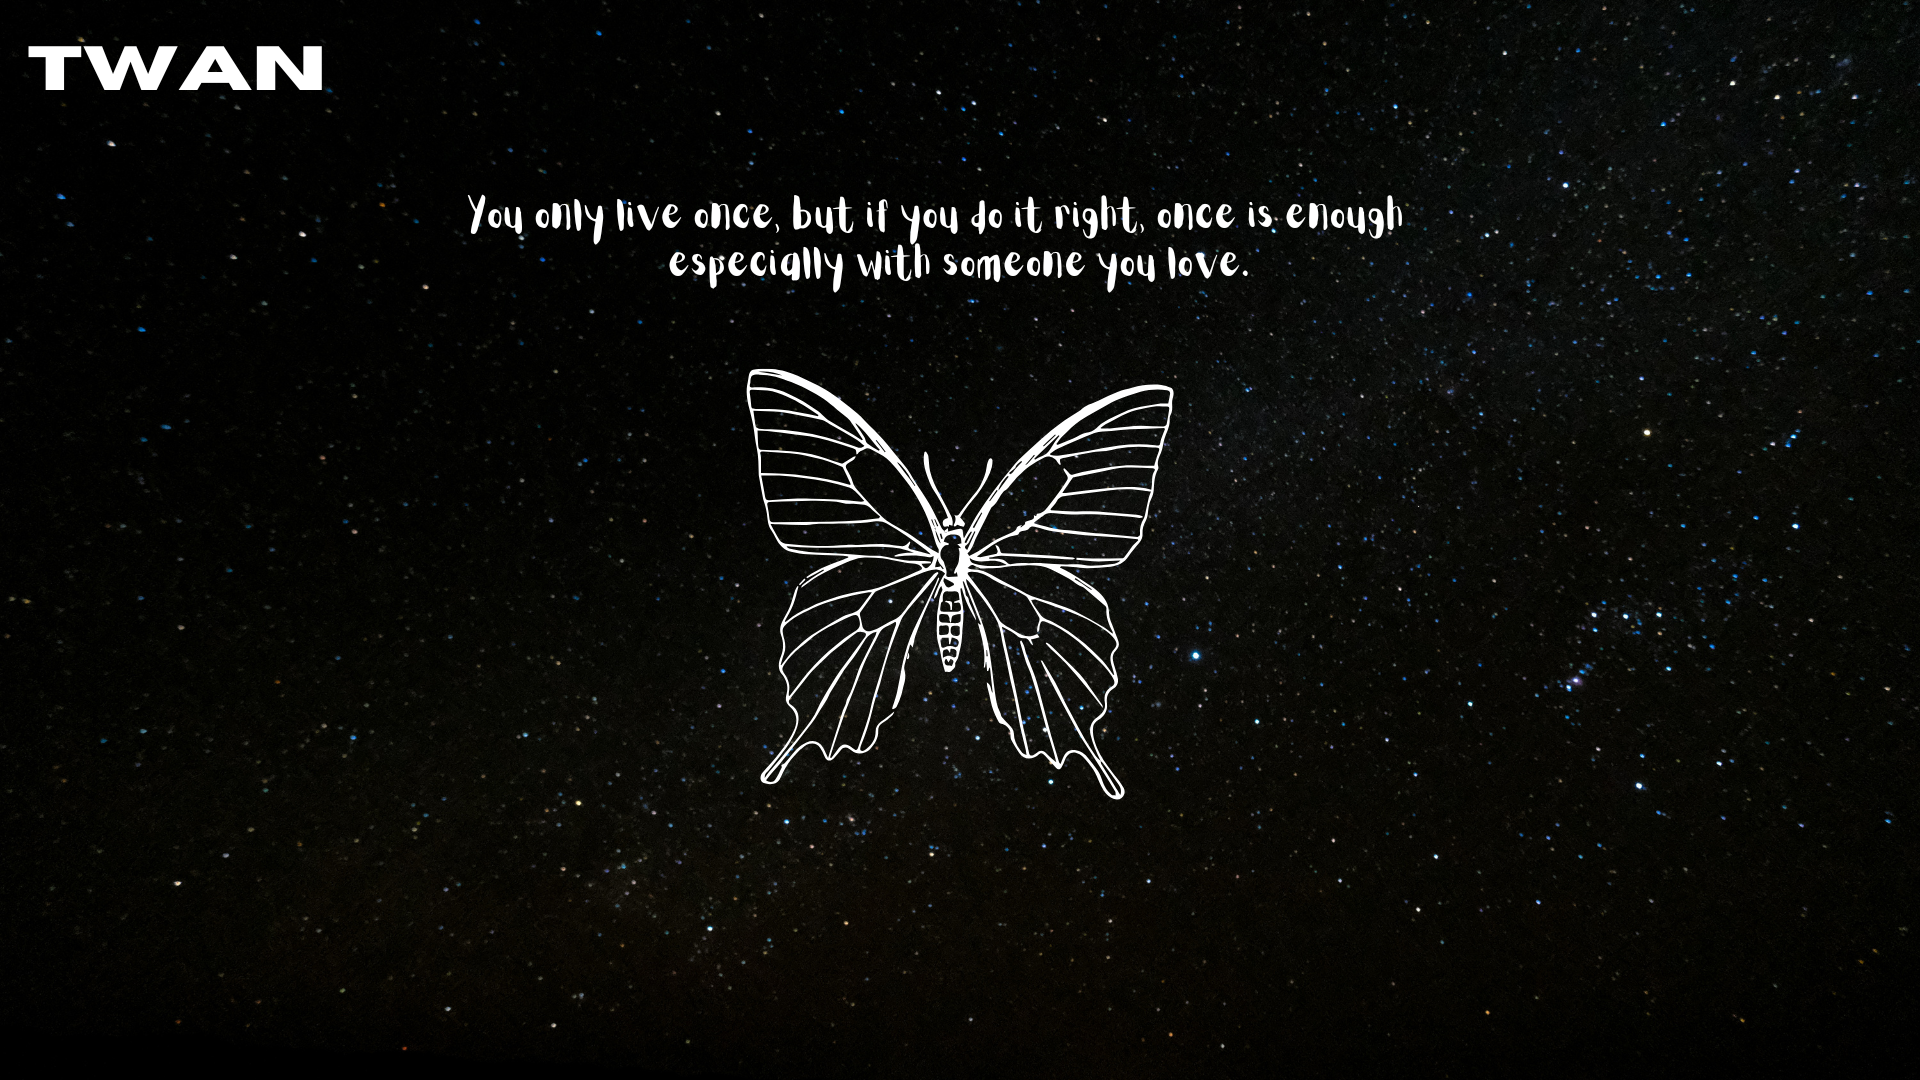 TWAN
You only live once, but if you do it right, once is enough
especially with someone you love.